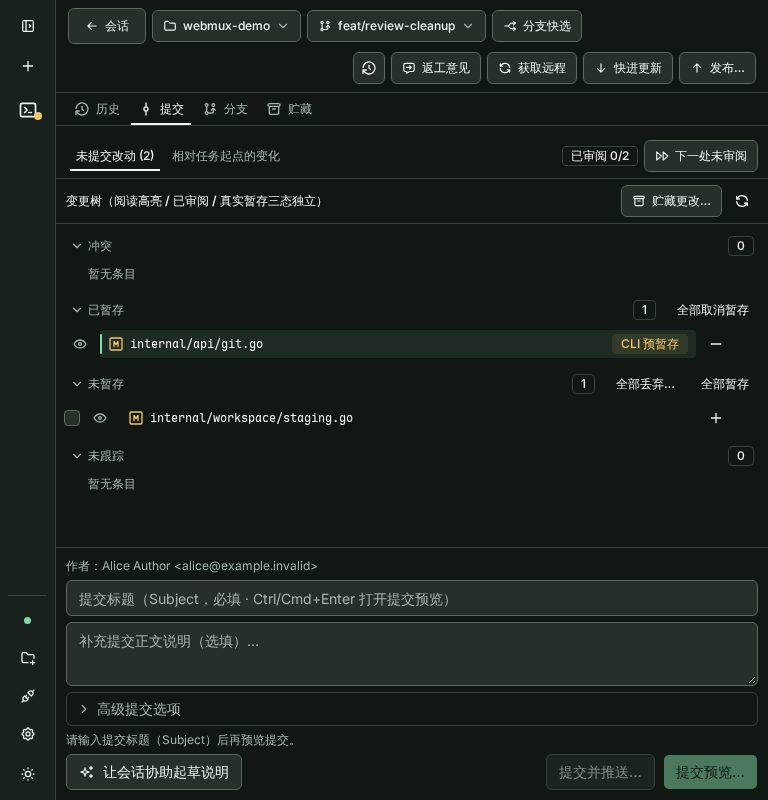 会话 webmux-demo feat/review-cleanup 分支快选
返工意见 获取远程 快进更新 发布...
历史 提交 分支 贮藏
未提交改动 (2) 相对任务起点的变化 已审阅 0/2 下一处未审阅
变更树（阅读高亮 / 已审阅 / 真实暂存三态独立） 贮藏更改...
冲突 0
暂无条目
已暂存 1 全部取消暂存
M internal/api/git.go CLI 预暂存
未暂存 1 全部丢弃... 全部暂存
M internal/workspace/staging.go
未跟踪 0
暂无条目
作者：Alice Author <alice@example.invalid>
提交标题（Subject，必填 · Ctrl/Cmd+Enter 打开提交预览）
补充提交正文说明（选填）...
高级提交选项
请输入提交标题（Subject）后再预览提交。
让会话协助起草说明 提交并推送... 提交预览...